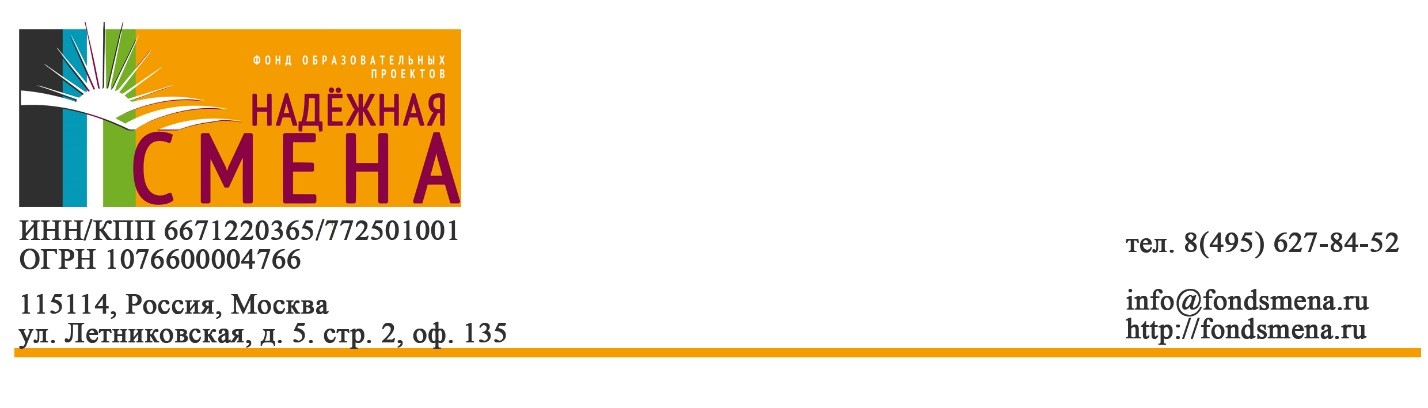 ФОНД ОБРАЗОВАТЕЛЬНЫХ
ПРОЕКТОВ
НАДЁЖНАЯ
СМЕНА
ИНН/КПП 6671220365/772501001
ОГРН 1076600004766
115114, Россия, Москва
ул. Летниковская, д. 5. стр. 2, оф. 135
тел. 8(495) 627-84-52
info@fondsmena.ru
http://fondsmena.ru